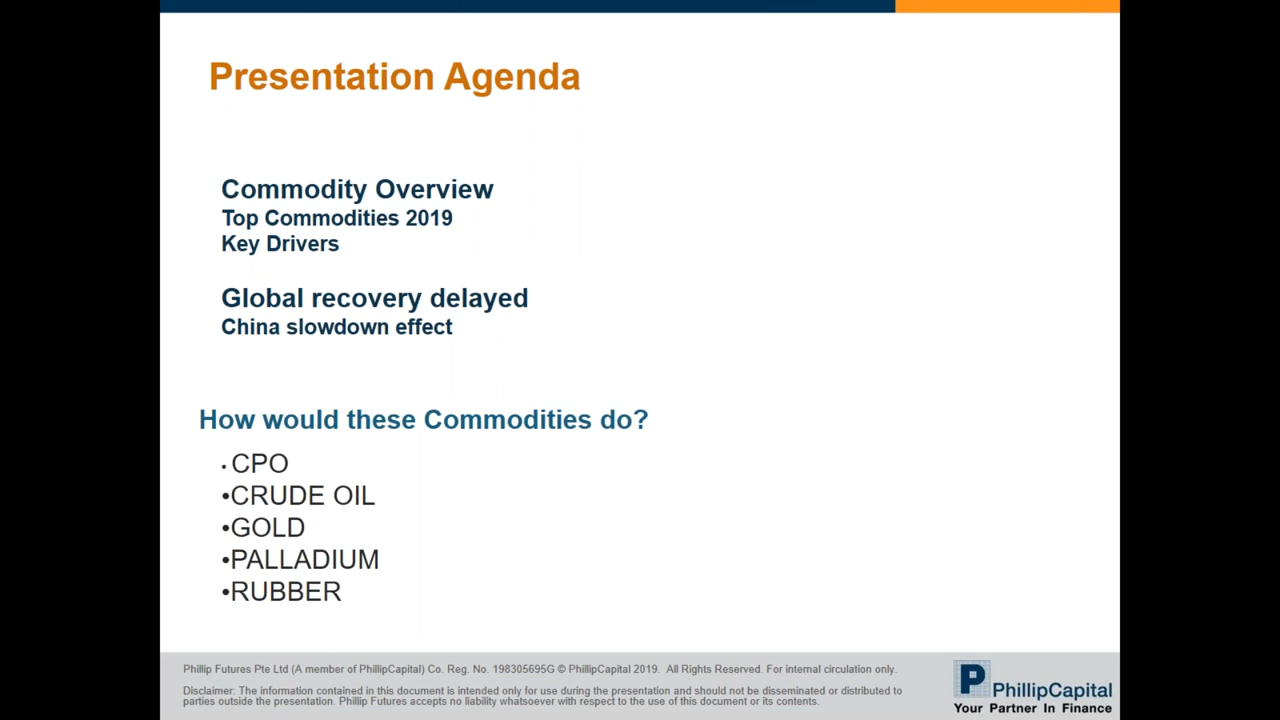 Presentation Agenda
Commodity Overview
Top Commodities 2019
Key Drivers
Global recovery delayed
China slowdown effect
How would these Commodities do?
• CPO
•CRUDE OIL
•GOLD
•PALLADIUM
•RUBBER
Phillip Futures Pte Ltd (A member of PhillipCapital) Co. Reg. No. 198305695G © PhillipCapital 2019. All Rights Reserved. For internal circulation only.
Disclaimer: The information contained in this document is intended only for use during the presentation and should not be disseminated or distributed to
parties outside the presentation. Phillip Futures accepts no liability whatsoever with respect to the use of this document or its contents.
P PhillipCapital
Your Partner In Finance